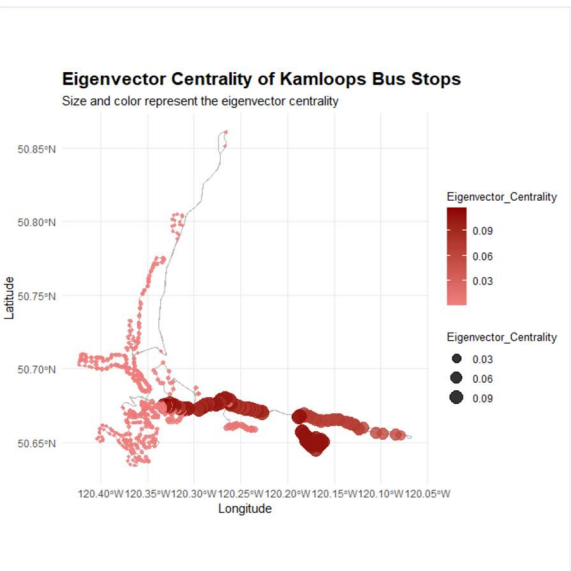 Eigenvector Centrality of Kamloops Bus Stops
Size and color represent the eigenvector centrality
50.85°N
50.80°N
50.75°N
50.70°N
50.65°N
Latitude
120.40°W120.35°W120.30°W120.25°W120.20°W120.15°W120.10°W120.05°W
Longitude
Eigenvector_Centrality
0.09
0.06
0.03
Eigenvector_Centrality
0.03
0.06
0.09